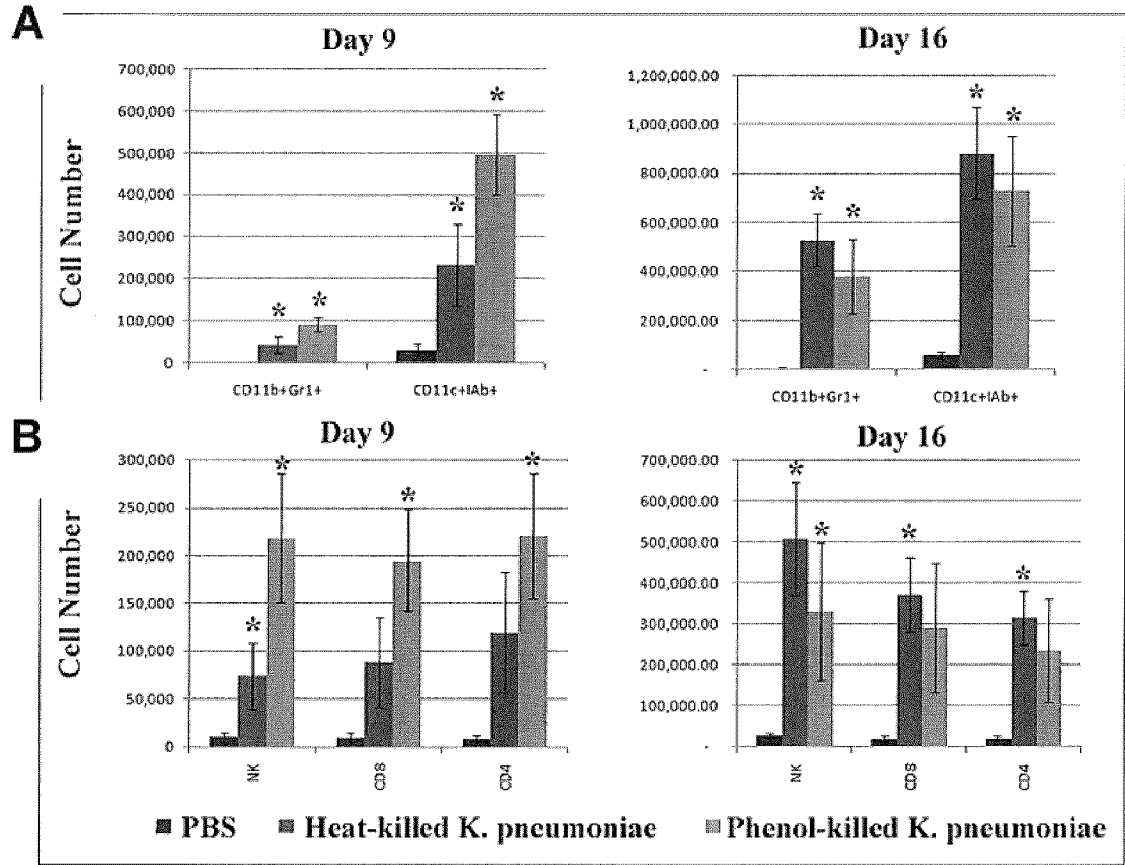 A
Day 9
Day 16
Cell Number
700,000
600,000
500,000
400,000
300,000
200,000
100,000
0
CD11b+Gr1+ CD11c+IAb+
1,200,000.00
1,000,000.00
800,000.00
600,000.00
400,000.00
200,000.00
-
CD11b+Gr1+ CD11c+IAb+
* * * *
* * * *
B
Day 9
Day 16
Cell Number
300,000
250,000
200,000
150,000
100,000
50,000
0
NK CD8 CD4
700,000.00
600,000.00
500,000.00
400,000.00
300,000.00
200,000.00
100,000.00
-
NK CD8 CD4
* * * *
* * * *
PBS Heat-killed K. pneumoniae Phenol-killed K. pneumoniae